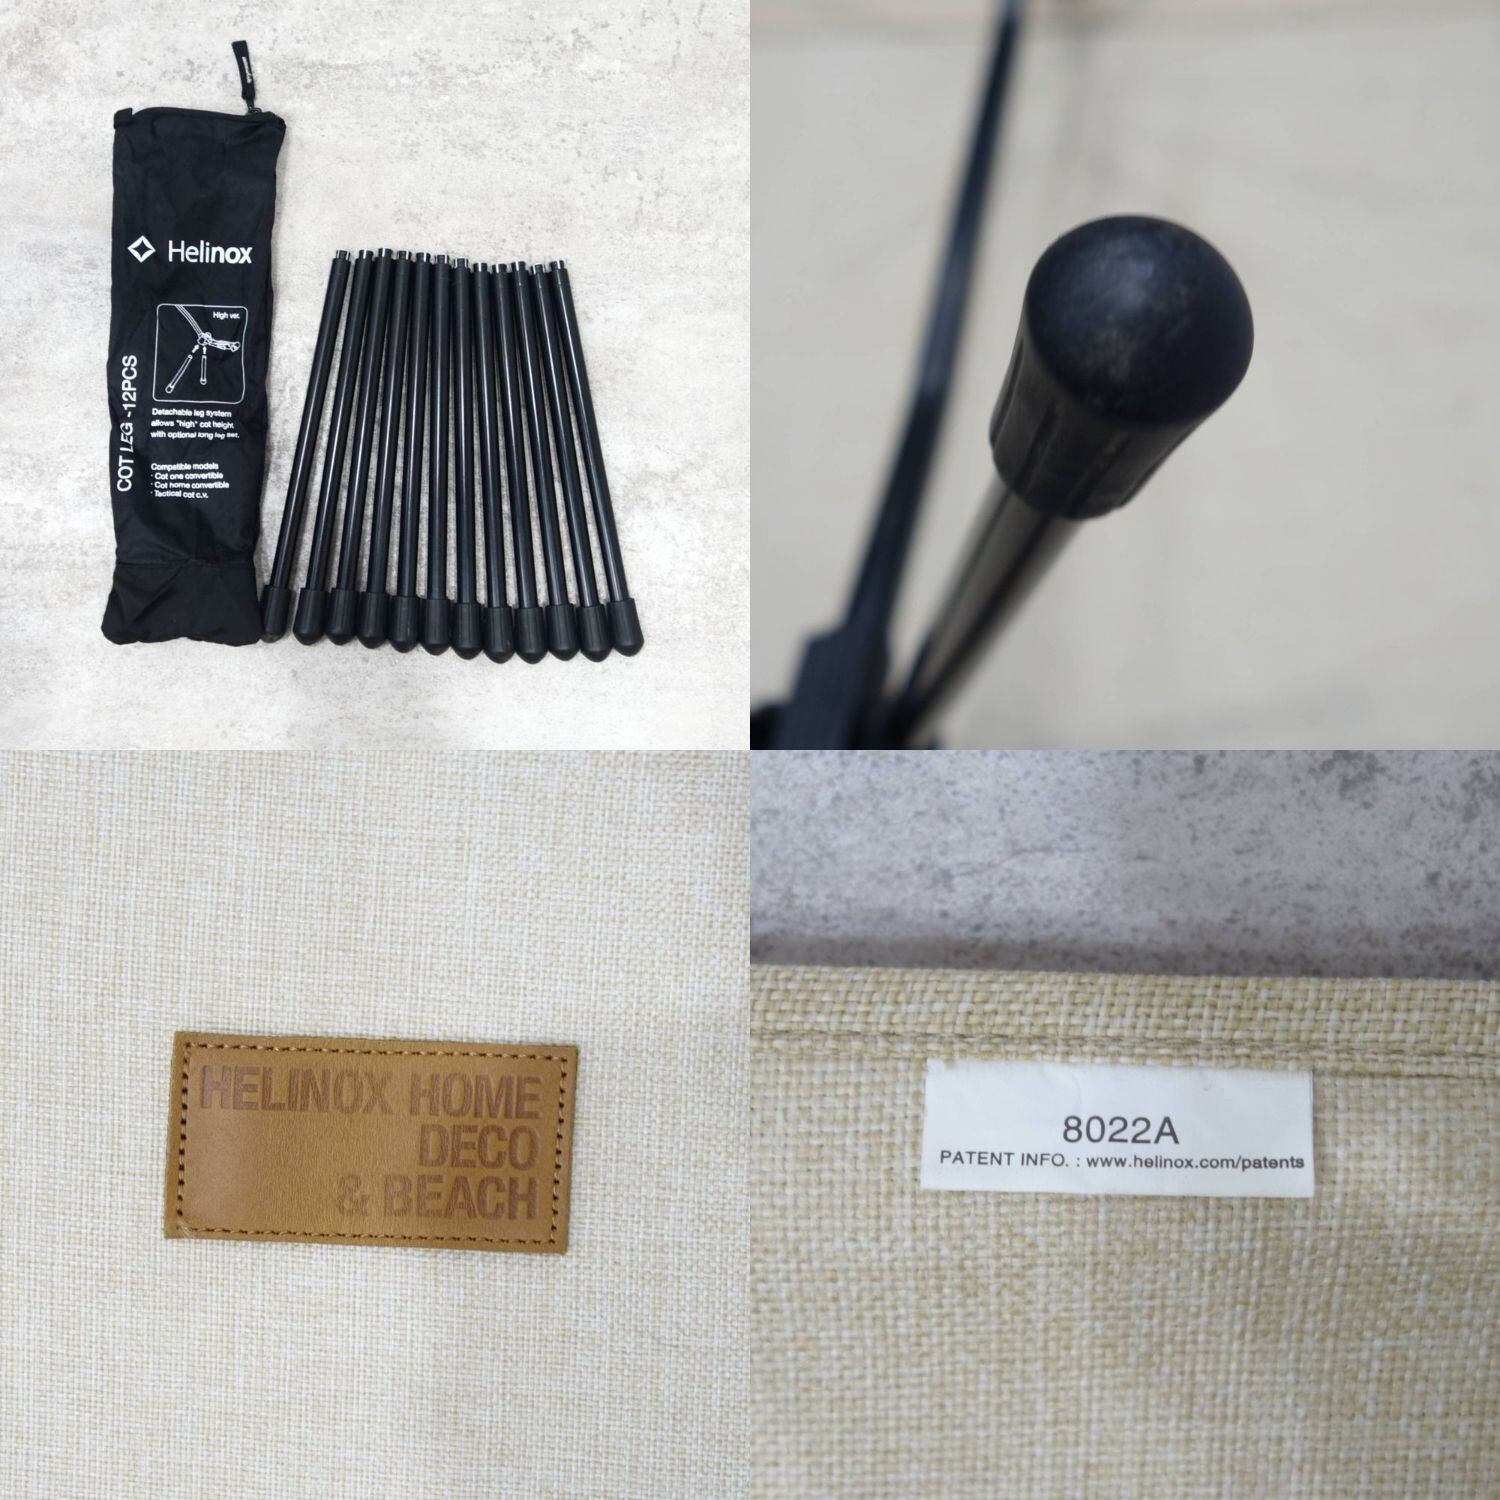 Helinox
High ver.
COT LEG -12PCS
Detachable leg system
allows "high" cot height
with optional long leg set.
Compatible models
· Cot one convertible
· Cot home convertible
· Tactical cot c.v.
HELINOX HOME
DECO
& BEACH
8022A
PATENT INFO. : www.helinox.com/patents